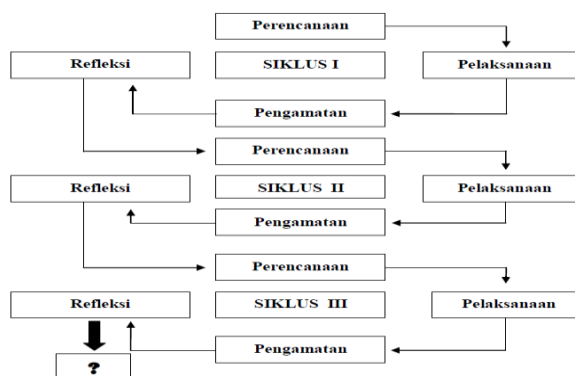 Perencanaan
Refleksi
SIKLUS I
Pelaksanaan
Pengamatan
Perencanaan
Refleksi
SIKLUS II
Pelaksanaan
Pengamatan
Perencanaan
Refleksi
SIKLUS III
Pelaksanaan
Pengamatan
?